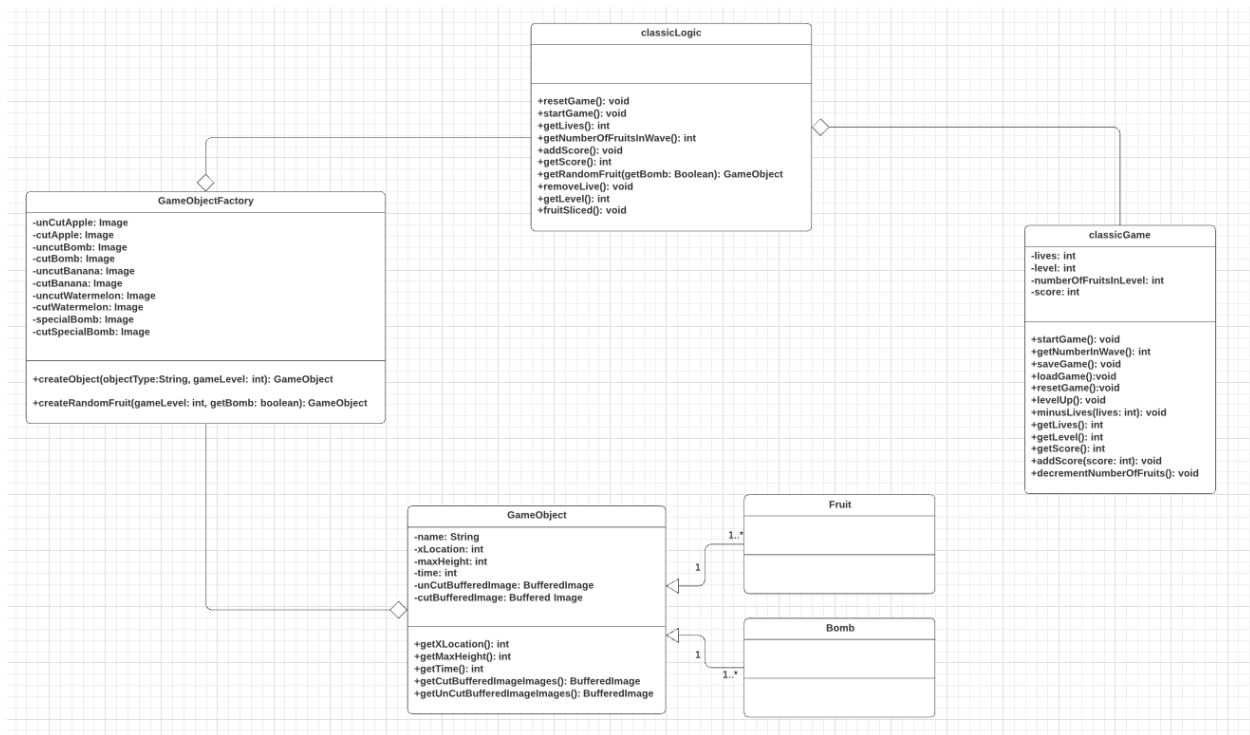 classicLogic
+resetGame(): void
+startGame(): void
+getLives(): int
+getNumberOfFruitsInWave(): int
+addScore(): void
+getScore(): int
+getRandomFruit(getBomb: Boolean): GameObject
+removeLive(): void
+getLevel(): int
+fruitSliced(): void
GameObjectFactory
-unCutApple: Image
-cutApple: Image
-uncutBomb: Image
-cutBomb: Image
-uncutBanana: Image
-cutBanana: Image
-uncutWatermelon: Image
-cutWatermelon: Image
-specialBomb: Image
-cutSpecialBomb: Image
+createObject(objectType:String, gameLevel: int): GameObject
+createRandomFruit(gameLevel: int, getBomb: boolean): GameObject
classicGame
-lives: int
-level: int
-numberOfFruitsInLevel: int
-score: int
+startGame(): void
+getNumberInWave(): int
+saveGame(): void
+loadGame():void
+resetGame():void
+levelUp(): void
+minusLives(lives: int): void
+getLives(): int
+getLevel(): int
+getScore(): int
+addScore(score: int): void
+decrementNumberOfFruits(): void
GameObject
-name: String
-xLocation: int
-maxHeight: int
-time: int
-unCutBufferedImage: BufferedImage
-cutBufferedImage: Buffered Image
+getXLocation(): int
+getMaxHeight(): int
+getTime(): int
+getCutBufferedImageImages(): BufferedImage
+getUnCutBufferedImageImages(): BufferedImage
Fruit
1..*
1
Bomb
1
1..*